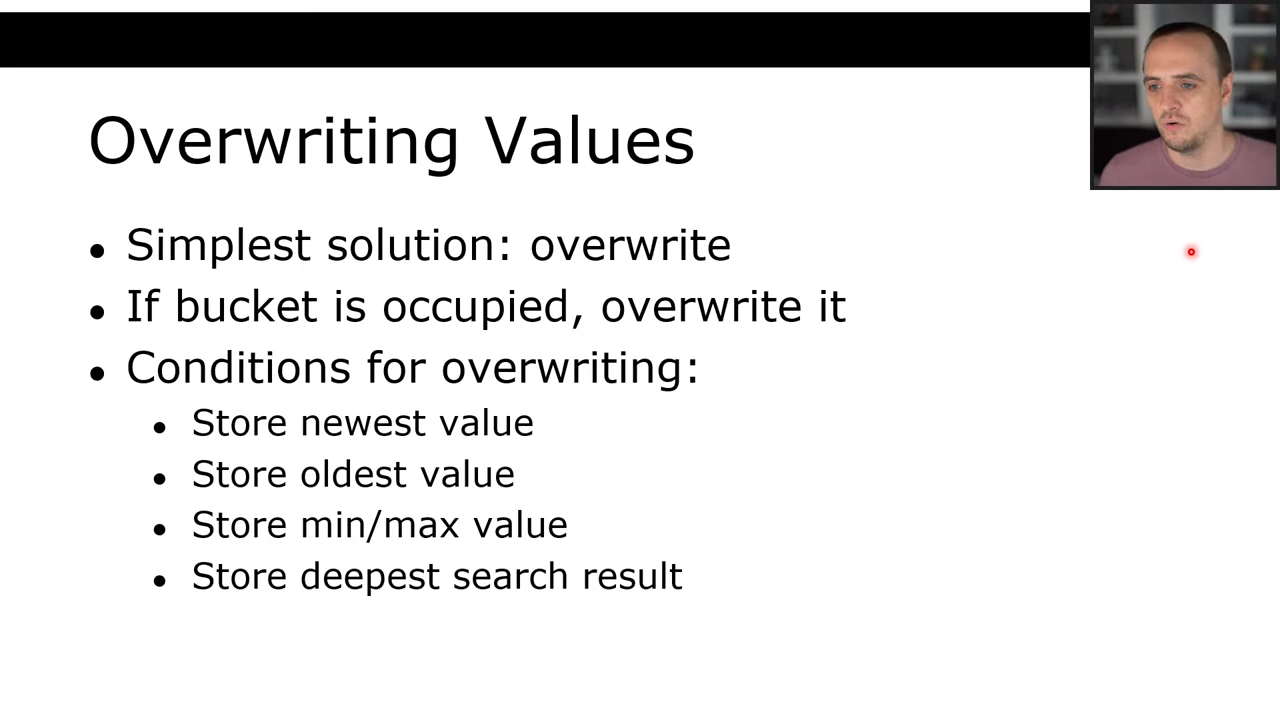 Overwriting Values
• Simplest solution: overwrite
• If bucket is occupied, overwrite it
• Conditions for overwriting:
• Store newest value
• Store oldest value
• Store min/max value
• Store deepest search result